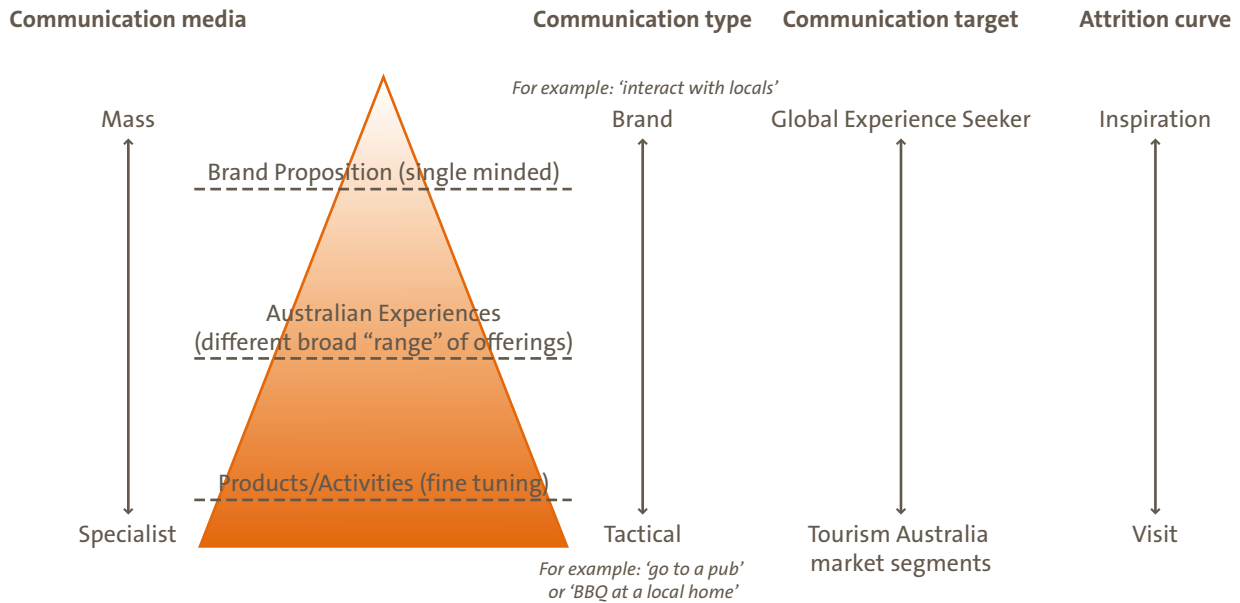 Communication media
Communication type
Communication target
Attrition curve
For example: ‘interact with locals’
Mass
Brand
Global Experience Seeker
Inspiration
Brand Proposition (single minded)
Australian Experiences
(different broad “range” of offerings)
Products/Activities (fine tuning)
Specialist
Tactical
Tourism Australia
market segments
Visit
For example: ‘go to a pub’
or ‘BBQ at a local home’